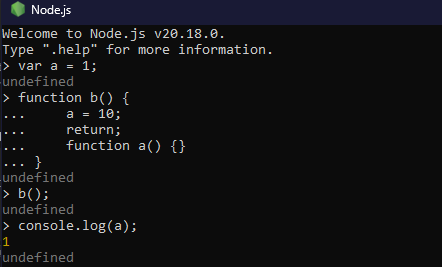 Node.js
Welcome to Node.js v20.18.0.
Type ".help" for more information.
> var a = 1;
undefined
> function b() {
...     a = 10;
...     return;
...     function a() {}
... }
undefined
> b();
undefined
> console.log(a);
1
undefined